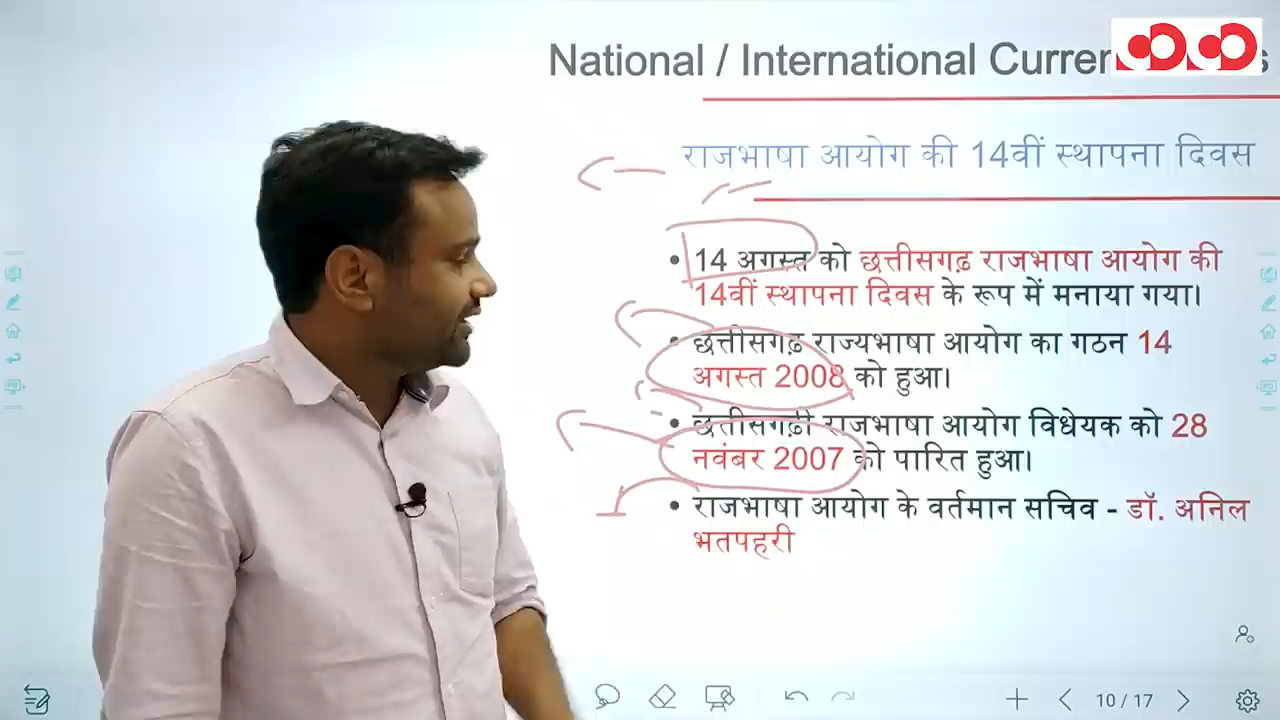 National / International Curren
राजभाषा आयोग की 14वीं स्थापना दिवस
• 14 अगस्त को छत्तीसगढ़ राजभाषा आयोग की
14वीं स्थापना दिवस के रूप में मनाया गया।
• छत्तीसगढ़ राज्यभाषा आयोग का गठन 14
अगस्त 2008 को हुआ।
• छतीसगढ़ी राजभाषा आयोग विधेयक को 28
नवंबर 2007 को पारित हुआ।
• राजभाषा आयोग के वर्तमान सचिव - डॉ. अनिल
भतपहरी
10 / 17